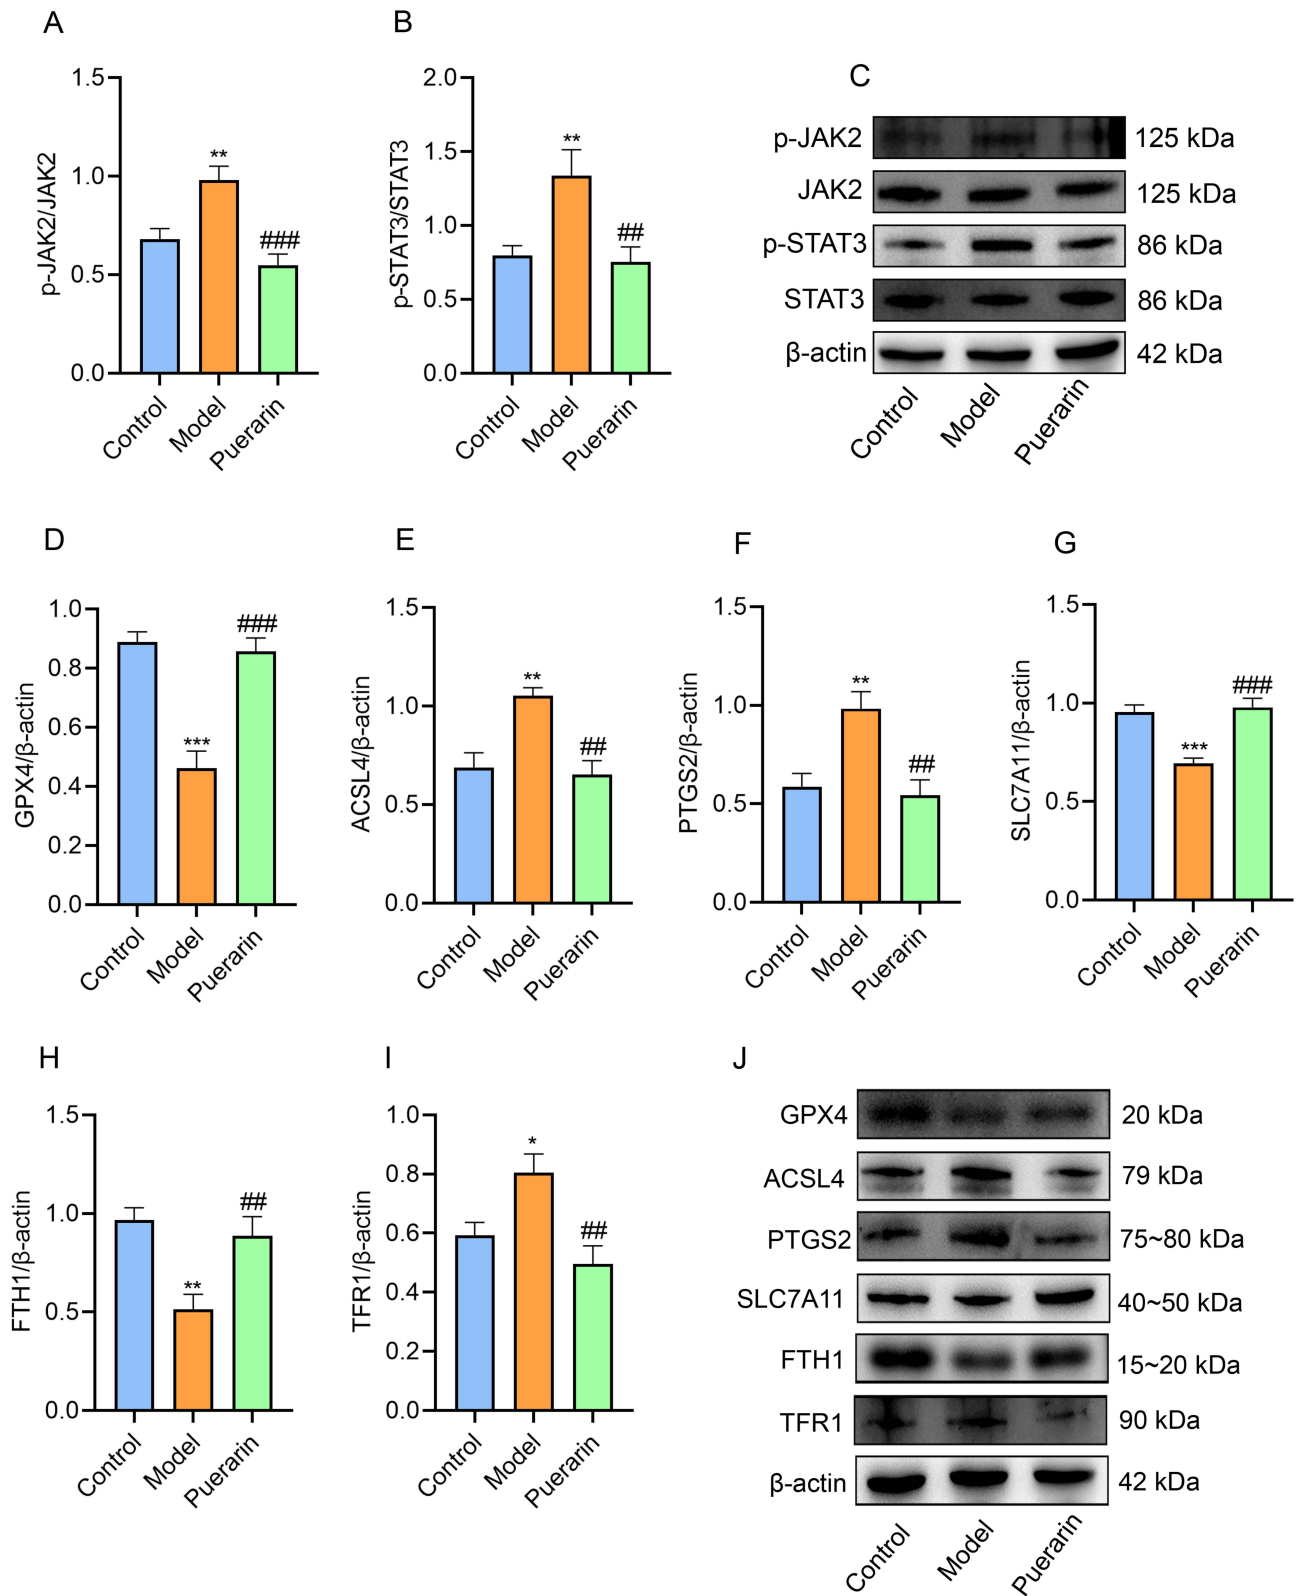 A
p-JAK2/JAK2
1.5
1.0
0.5
0.0
**
###
Control
Model
Puerarin
B
p-STAT3/STAT3
2.0
1.5
1.0
0.5
0.0
**
##
Control
Model
Puerarin
C
p-JAK2 125 kDa
JAK2 125 kDa
p-STAT3 86 kDa
STAT3 86 kDa
β-actin 42 kDa
Control
Model
Puerarin
D
GPX4/β-actin
1.0
0.8
0.6
0.4
0.2
0.0
***
###
Control
Model
Puerarin
E
ACSL4/β-actin
1.5
1.0
0.5
0.0
**
##
Control
Model
Puerarin
F
PTGS2/β-actin
1.5
1.0
0.5
0.0
**
##
Control
Model
Puerarin
G
SLC7A11/β-actin
1.5
1.0
0.5
0.0
***
###
Control
Model
Puerarin
H
FTH1/β-actin
1.5
1.0
0.5
0.0
**
##
Control
Model
Puerarin
I
TFR1/β-actin
1.0
0.8
0.6
0.4
0.2
0.0
*
##
Control
Model
Puerarin
J
GPX4 20 kDa
ACSL4 79 kDa
PTGS2 75~80 kDa
SLC7A11 40~50 kDa
FTH1 15~20 kDa
TFR1 90 kDa
β-actin 42 kDa
Control
Model
Puerarin